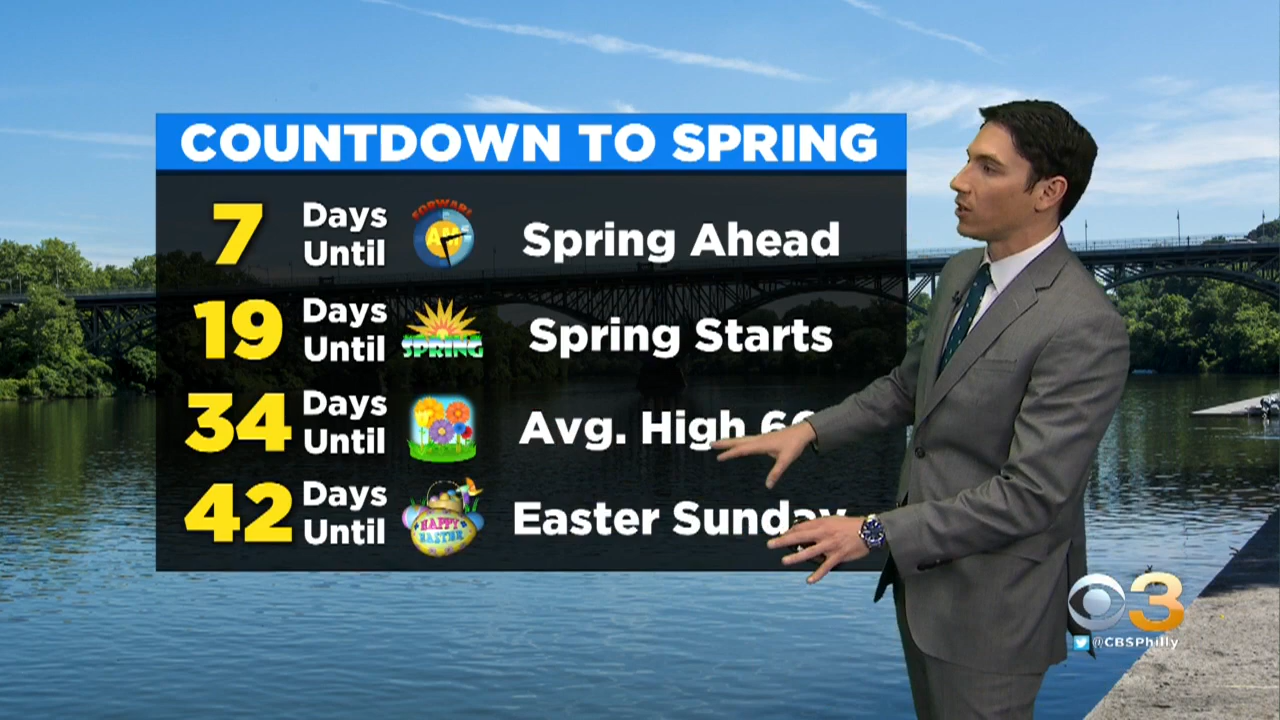 COUNTDOWN TO SPRING
7 Days Until FORWARD AM Spring Ahead
19 Days Until SPRING Spring Starts
34 Days Until Avg. High
42 Days Until HAPPY EASTER Easter Sunday
3
@CBSPhilly